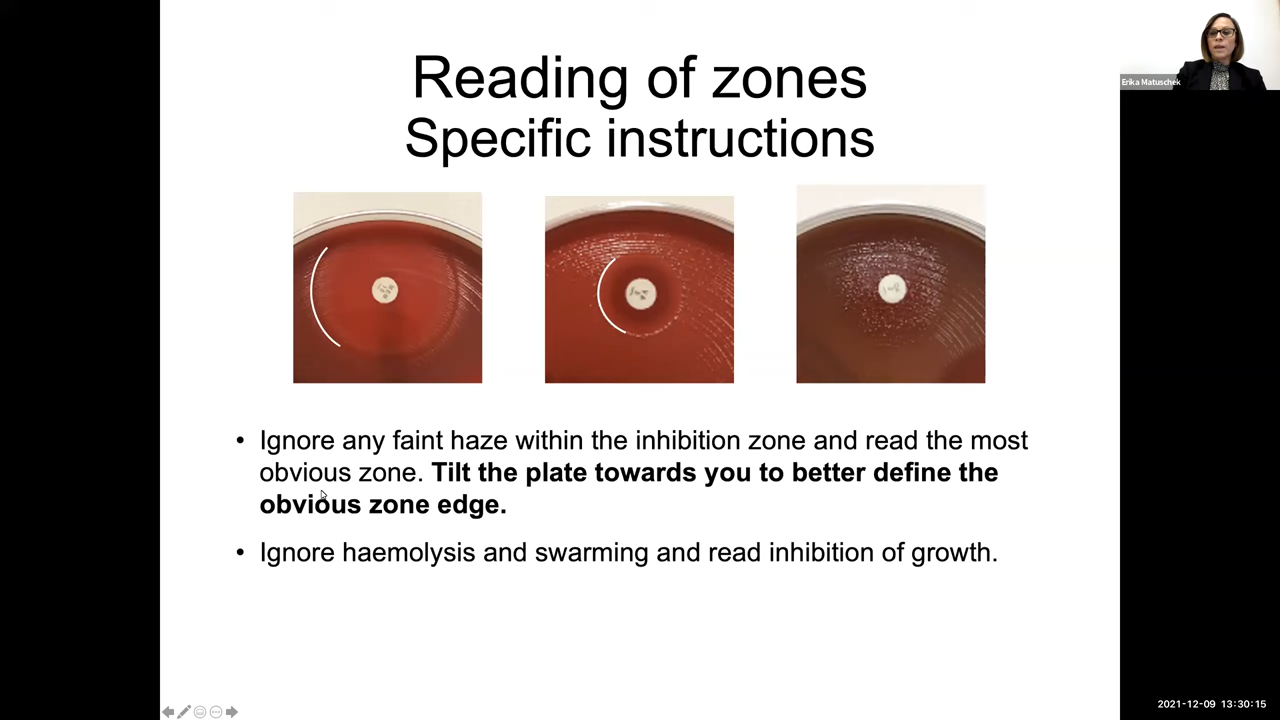 Reading of zones
Specific instructions
Erika Matuschek
• Ignore any faint haze within the inhibition zone and read the most
obvious zone. Tilt the plate towards you to better define the
obvious zone edge.
• Ignore haemolysis and swarming and read inhibition of growth.
2021-12-09 13:30:15